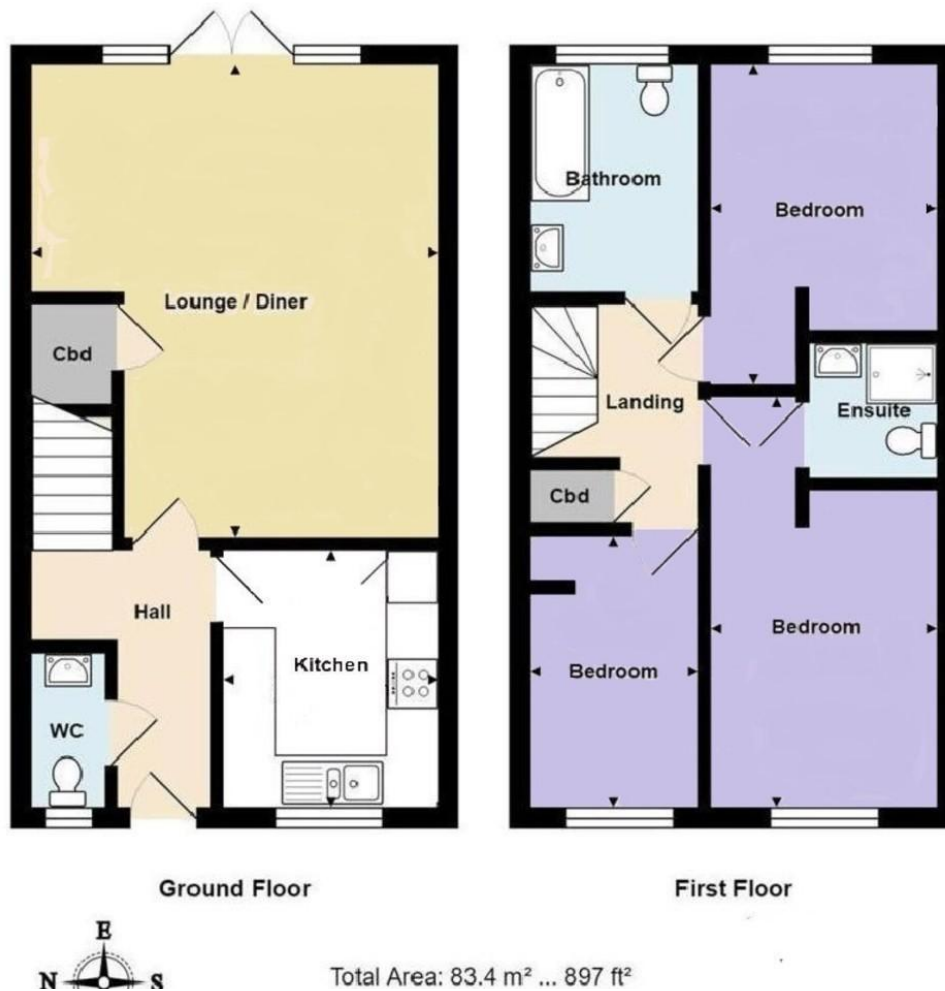 Lounge / Diner
Cbd
Hall
Kitchen
WC
Ground Floor
Bathroom
Bedroom
Landing
Ensuite
Cbd
Bedroom
Bedroom
First Floor
E
N S
Total Area: 83.4 m² ... 897 ft²